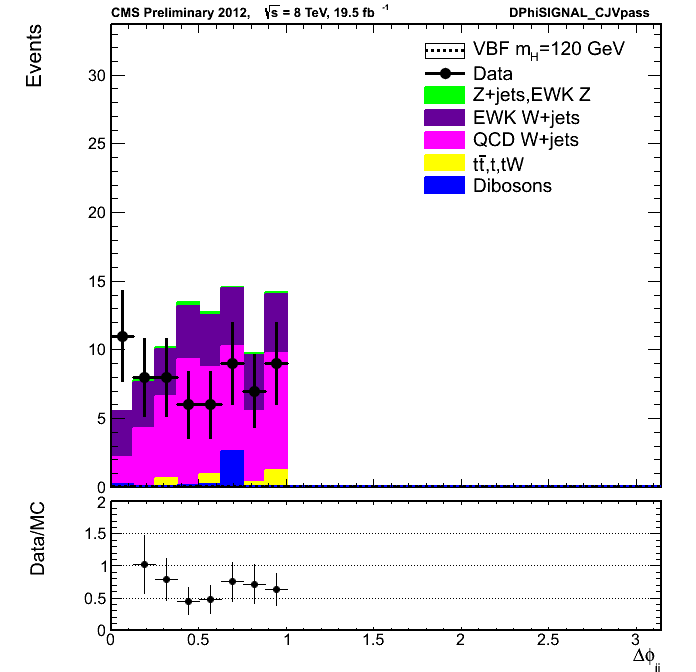 CMS Preliminary 2012, √s = 8 TeV, 19.5 fb⁻¹ DPhiSIGNAL_CJVpass
Events
VBF m_H=120 GeV
Data
Z+jets,EWK Z
EWK W+jets
QCD W+jets
tt̄,t,tW
Dibosons
30
25
20
15
10
5
0
Data/MC
2
1.5
1
0.5
0
0 0.5 1 1.5 2 2.5 3
Δϕ_jj